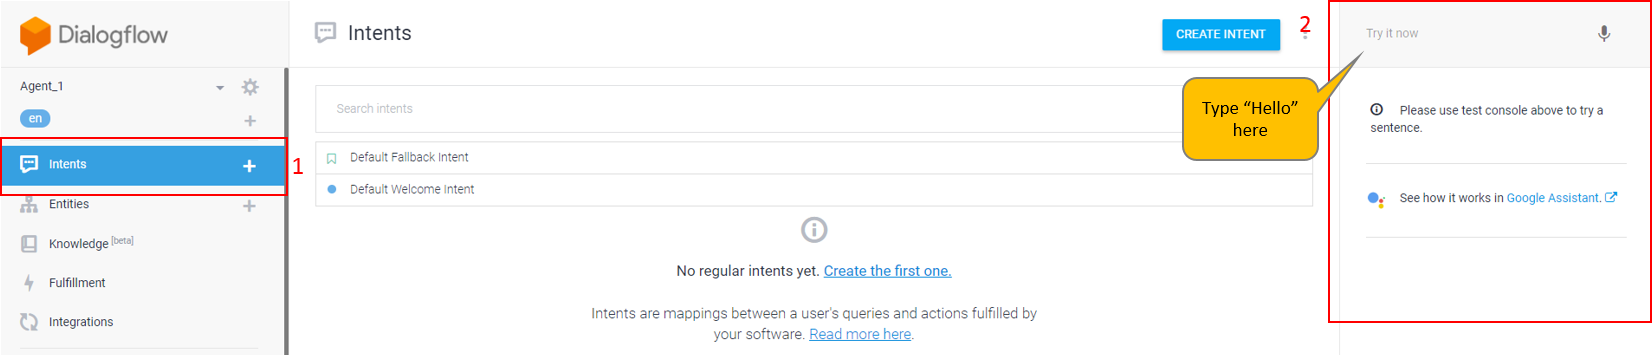 Dialogflow
Agent_1
en
Intents
1
Entities
Knowledge [beta]
Fulfillment
Integrations
Intents
CREATE INTENT
2
Search intents
Default Fallback Intent
Default Welcome Intent
No regular intents yet. Create the first one.
Intents are mappings between a user's queries and actions fulfilled by
your software. Read more here.
Type “Hello”
here
Try it now
Please use test console above to try a
sentence.
See how it works in Google Assistant.